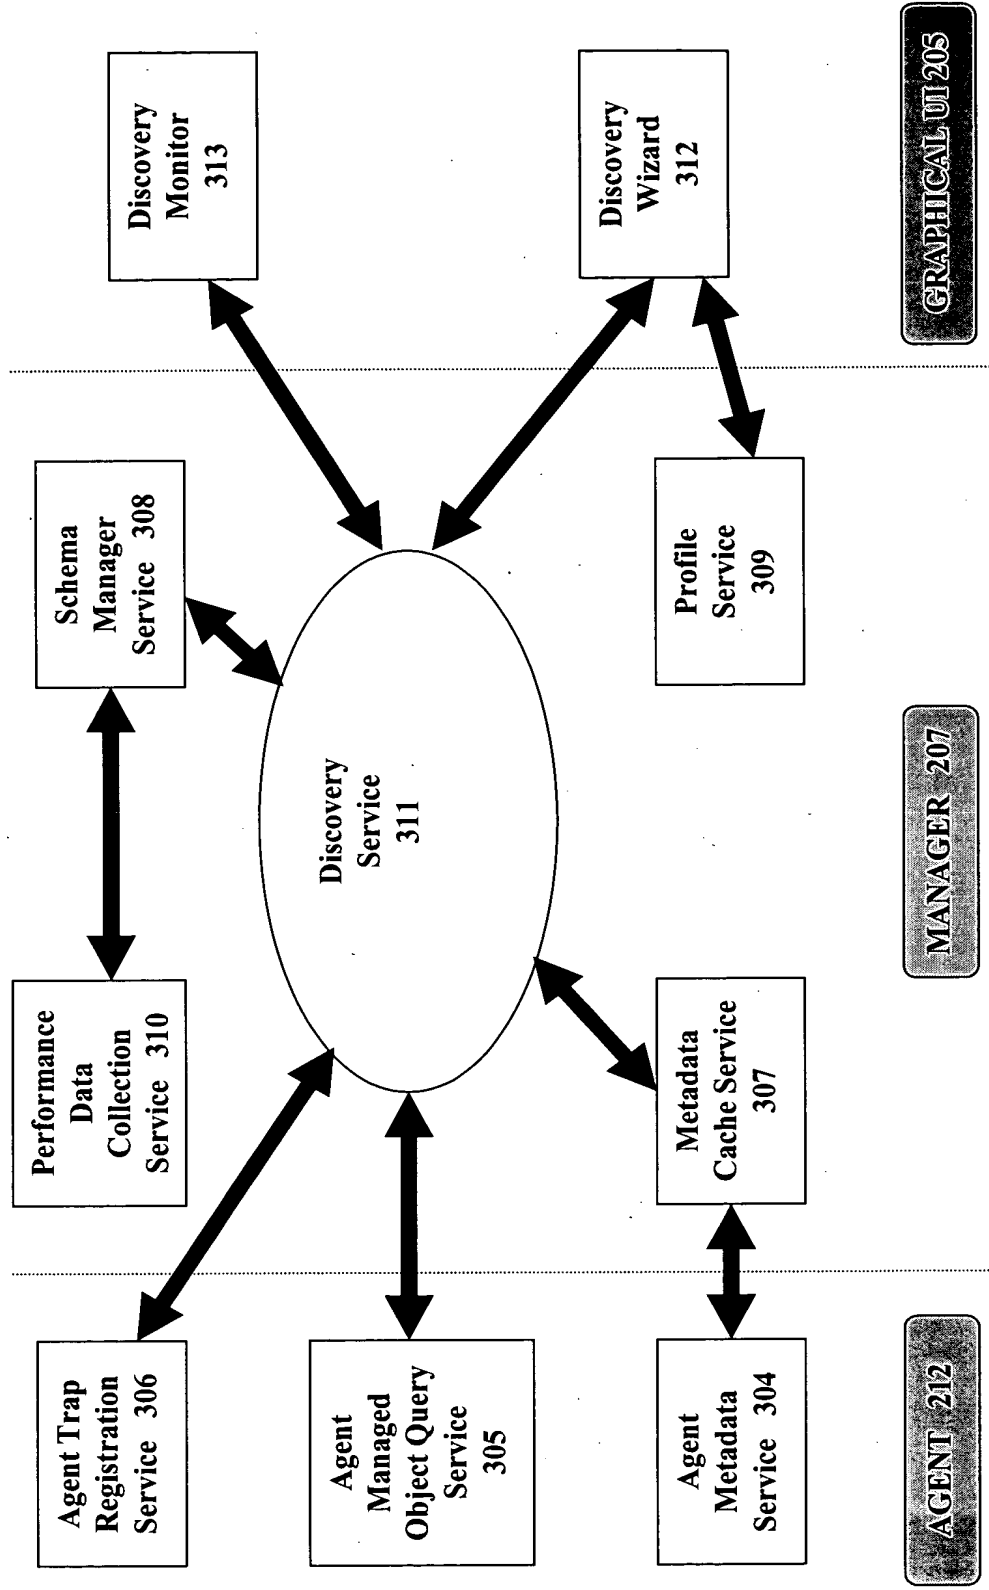 Agent Trap
Registration
Service 306
Agent
Managed
Object Query
Service
305
Agent
Metadata
Service 304
AGENT 212
Performance
Data
Collection
Service 310
Schema
Manager
Service 308
Discovery
Service
311
Metadata
Cache Service
307
Profile
Service
309
MANAGER 207
Discovery
Monitor
313
Discovery
Wizard
312
GRAPHICAL UI 205